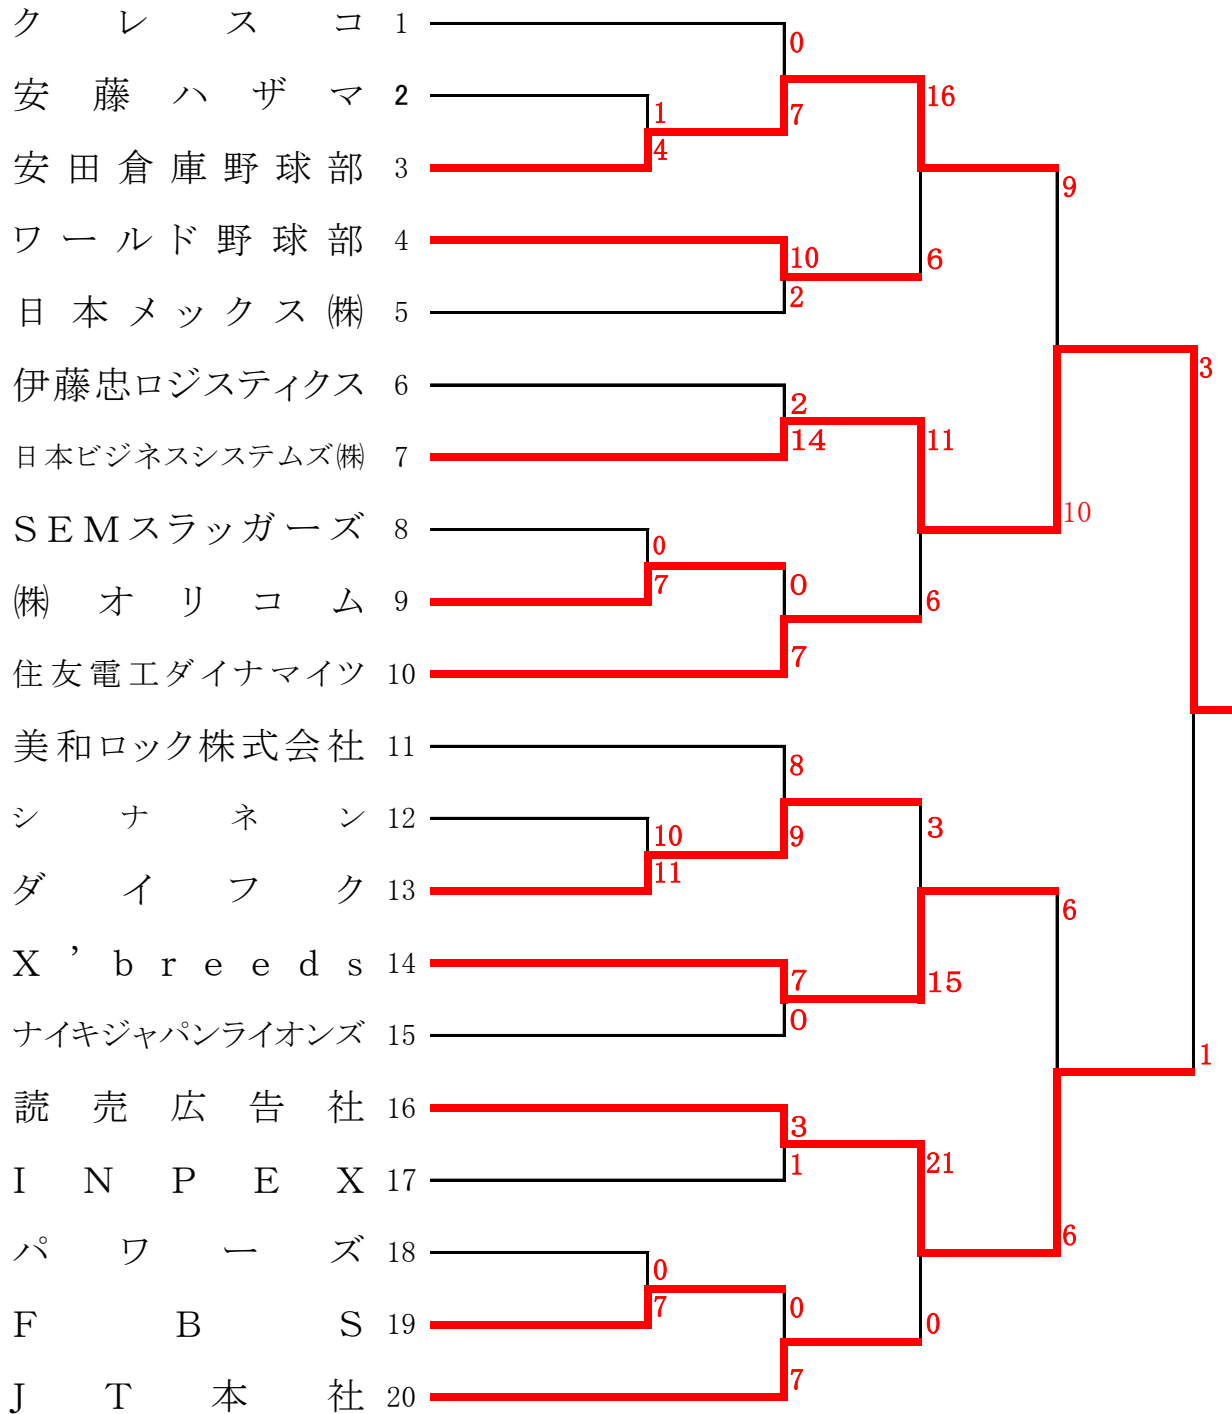 クレスコ 1
0
安藤ハザマ 2
16
1
7
4
安田倉庫野球部 3
9
ワールド野球部 4
10
6
2
日本メックス㈱ 5
3
伊藤忠ロジスティクス 6
2
14
11
日本ビジネスシステムズ㈱ 7
10
SEMスラッガーズ 8
0
7
0
6
㈱オリコム 9
7
住友電工ダイナマイツ 10
美和ロック株式会社 11
8
シナネン 12
10
9
3
11
ダイフク 13
6
X’breeds 14
7
15
0
ナイキジャパンライオンズ 15
1
読売広告社 16
3
1
21
INPEX 17
6
パワーズ 18
0
7
0
0
FBS 19
7
JT本社 20